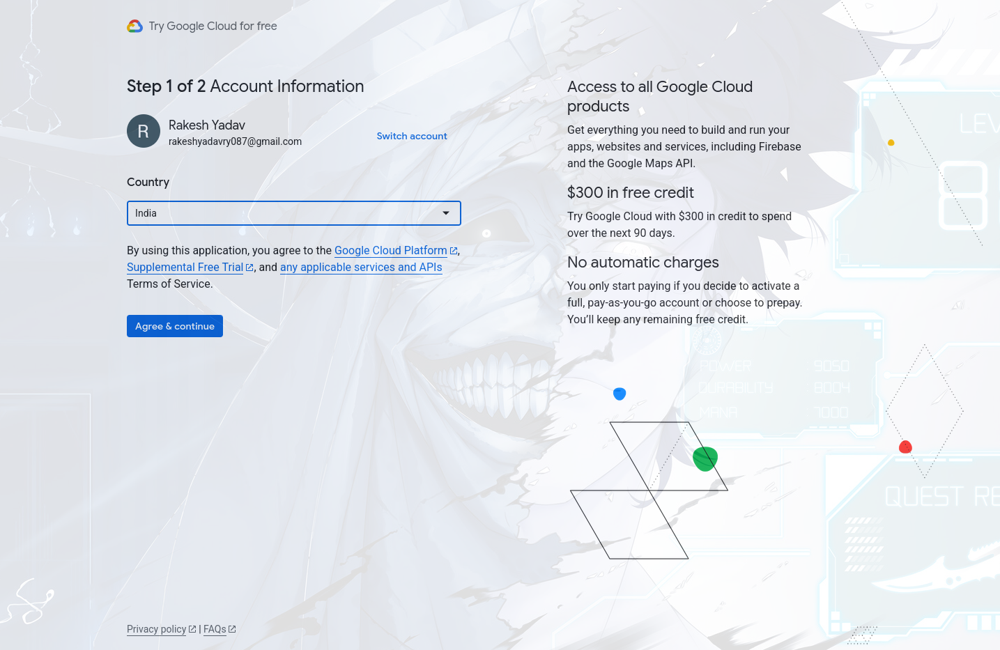 Try Google Cloud for free
Step 1 of 2 Account Information
R
Rakesh Yadav
rakeshyadavry087@gmail.com
Switch account
Country
India
By using this application, you agree to the Google Cloud Platform,
Supplemental Free Trial, and any applicable services and APIs
Terms of Service.
Agree & continue
Privacy policy | FAQs
Access to all Google Cloud
products
Get everything you need to build and run your
apps, websites and services, including Firebase
and the Google Maps API.
$300 in free credit
Try Google Cloud with $300 in credit to spend
over the next 90 days.
No automatic charges
You only start paying if you decide to activate a
full, pay-as-you-go account or choose to prepay.
You’ll keep any remaining free credit.
POWER 9050
DURABILITY 8004
MANA 7000